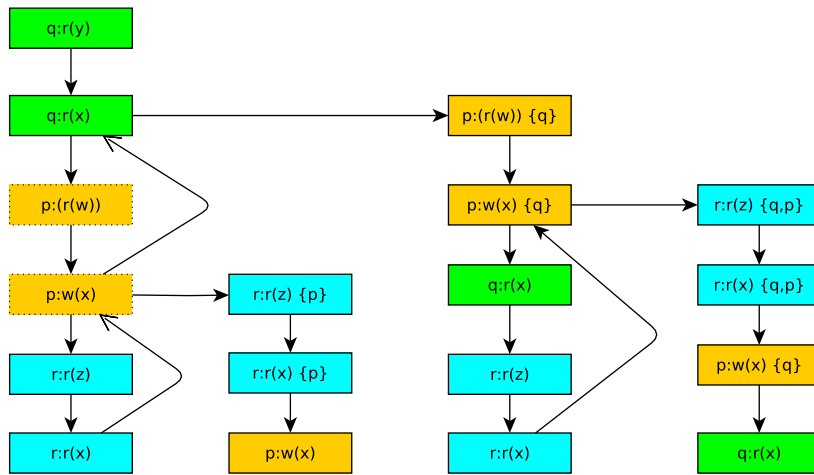 q:r(y)
q:r(x)
p:(r(w)) {q}
p:(r(w))
p:w(x) {q}
r:r(z) {q,p}
p:w(x)
r:r(z) {p}
q:r(x)
r:r(x) {q,p}
r:r(z)
r:r(x) {p}
r:r(z)
p:w(x) {q}
r:r(x)
p:w(x)
r:r(x)
q:r(x)